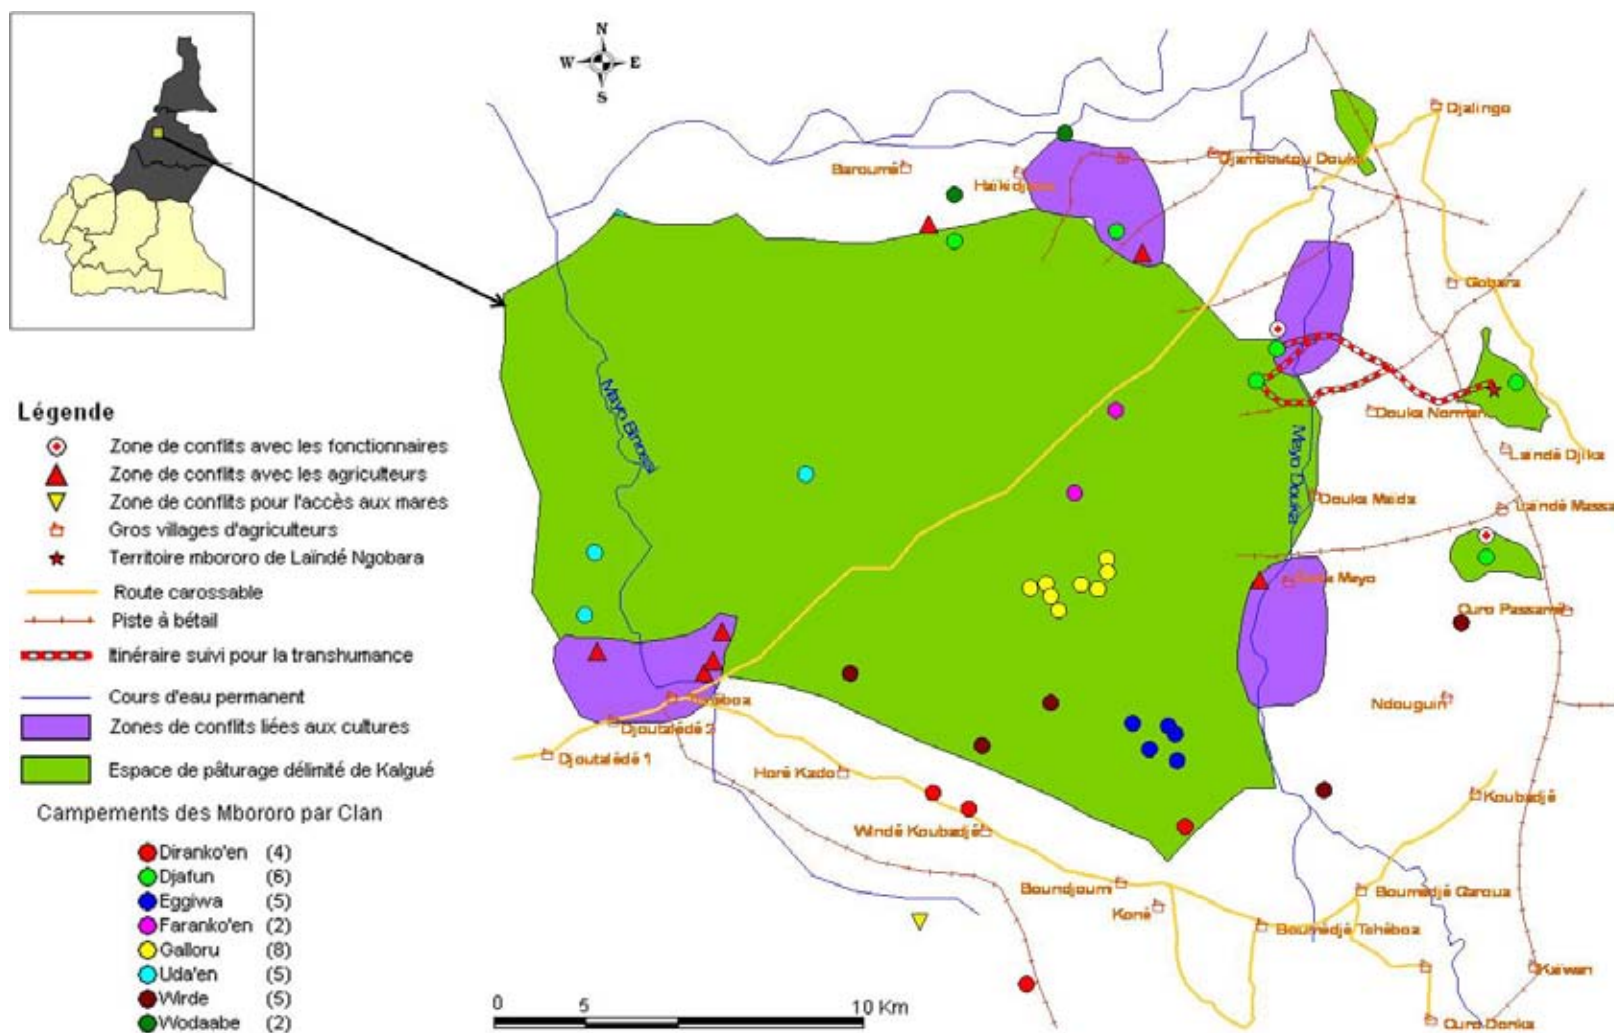 N
W E
S
Djalingo
Baroumé
Djamboutou Douka
Gobara
Mayo Binossi
Légende
Zone de conflits avec les fonctionnaires
Zone de conflits avec les agriculteurs
Zone de conflits pour l'accès aux mares
Gros villages d'agriculteurs
Territoire mbororo de Laïndé Ngobara
Route carossable
Piste à bétail
Itinéraire suivi pour la transhumance
Cours d'eau permanent
Zones de conflits liées aux cultures
Espace de pâturage délimité de Kalgué
Campements des Mbororo par Clan
Diranko'en (4)
Djafun (6)
Eggiwa (5)
Faranko'en (2)
Galloru (8)
Uda'en (5)
Wirde (5)
Wodaabe (2)
Douka Norman
Laïndé Djika
Mayo Douka
Douka Maïda
Laïndé Massa
Mayo
Ouro Passam
Ndouguin
Djoutalédé 2
Djoutalédé 1
Horé Kado
Koubadjé
Windé Koubadjé
Boundjoum
Koné
Boumedjé Garoua
Boumédjé Tchéboa
Kaïwan
Ouro Donka
0 5 10 Km